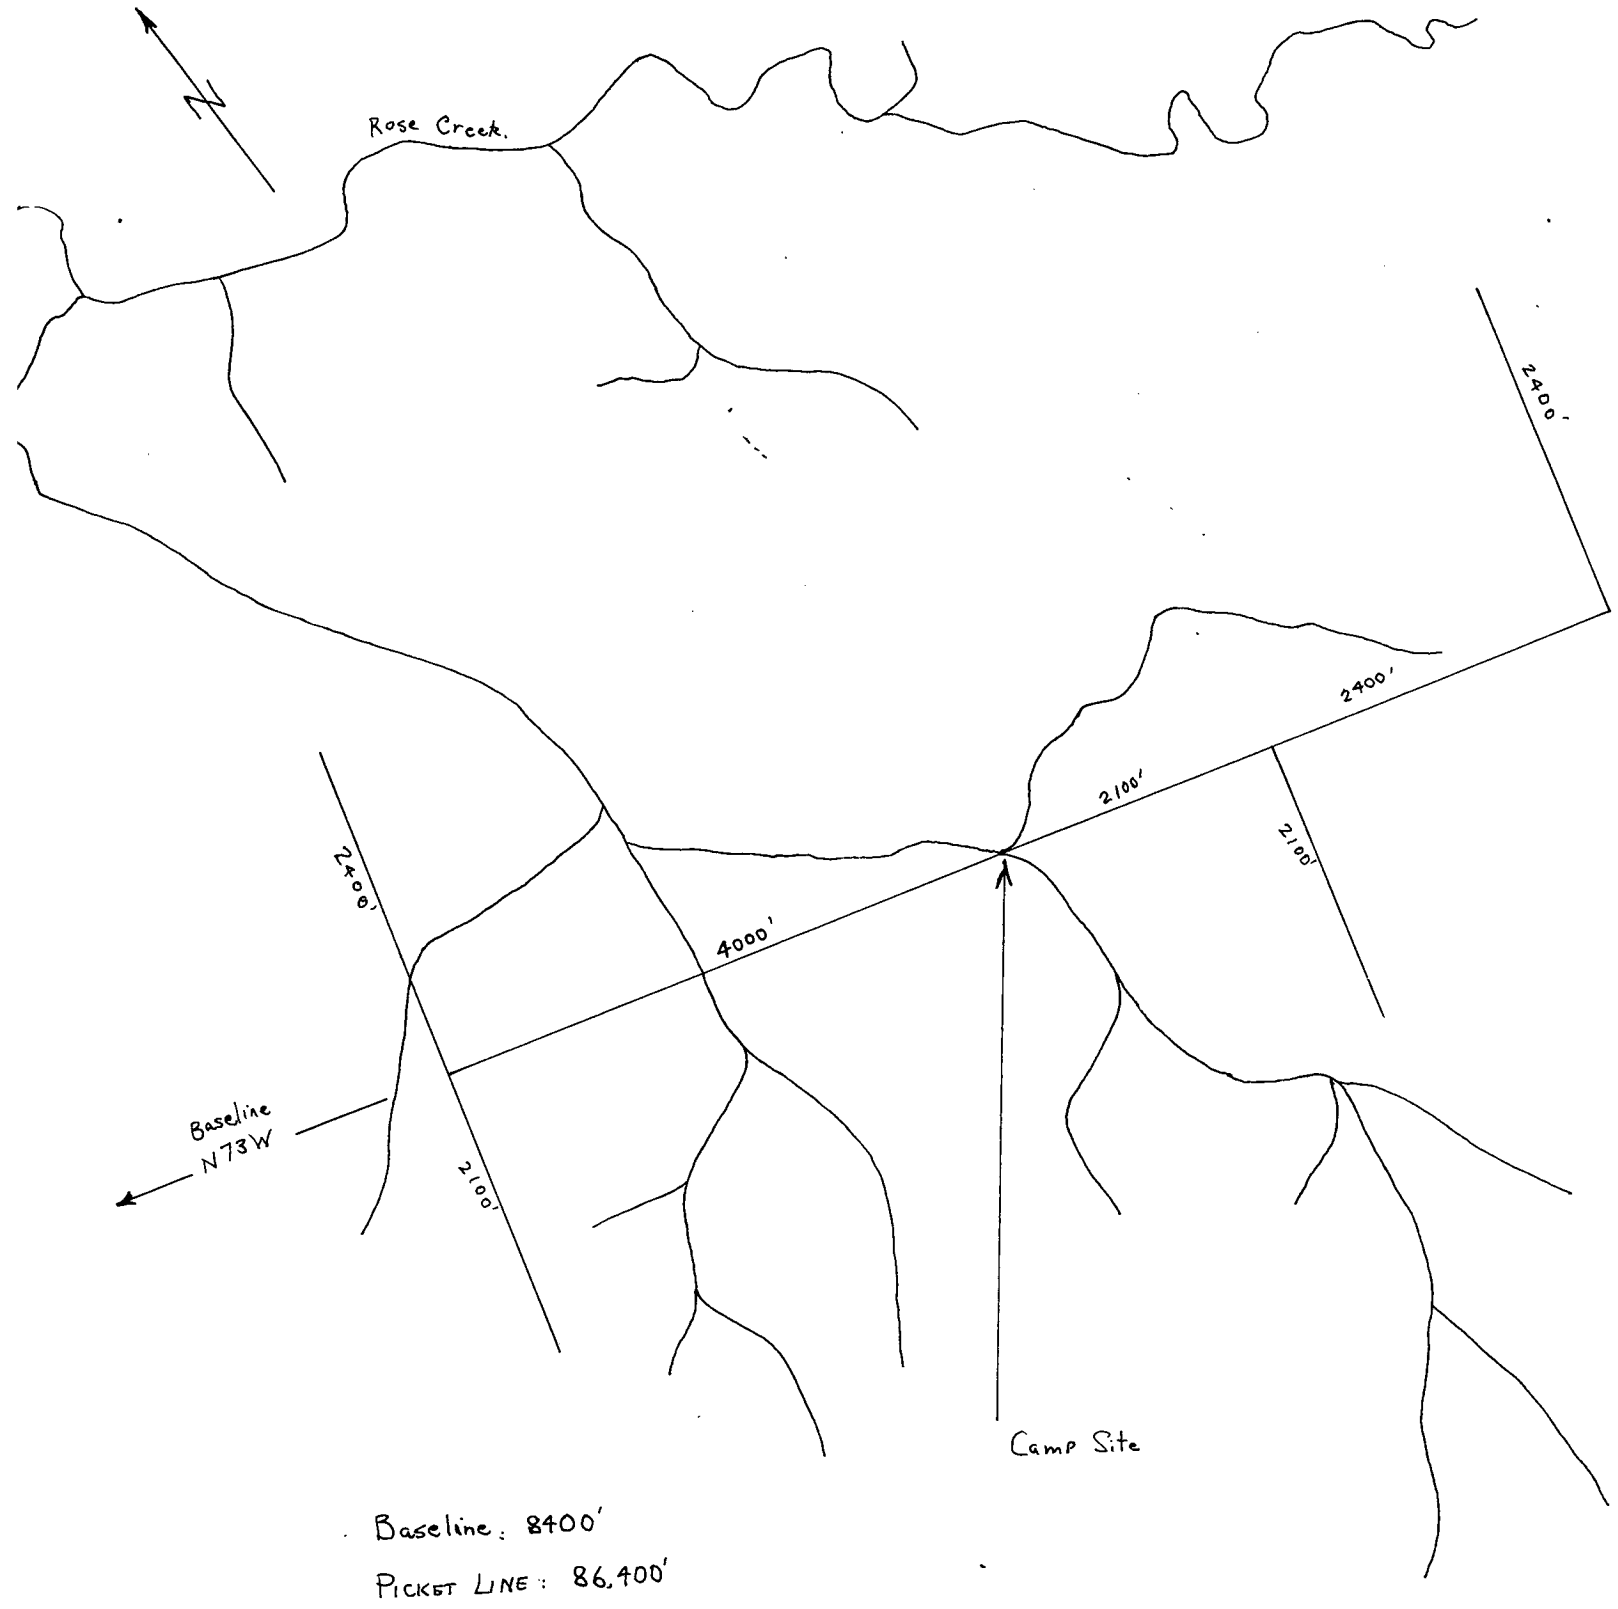 N
Rose Creek.
2400'
2400'
2100'
2100'
2400'
4000'
Baseline
N73W
2100'
Camp Site
Baseline: 8400'
PICKET LINE: 86,400'